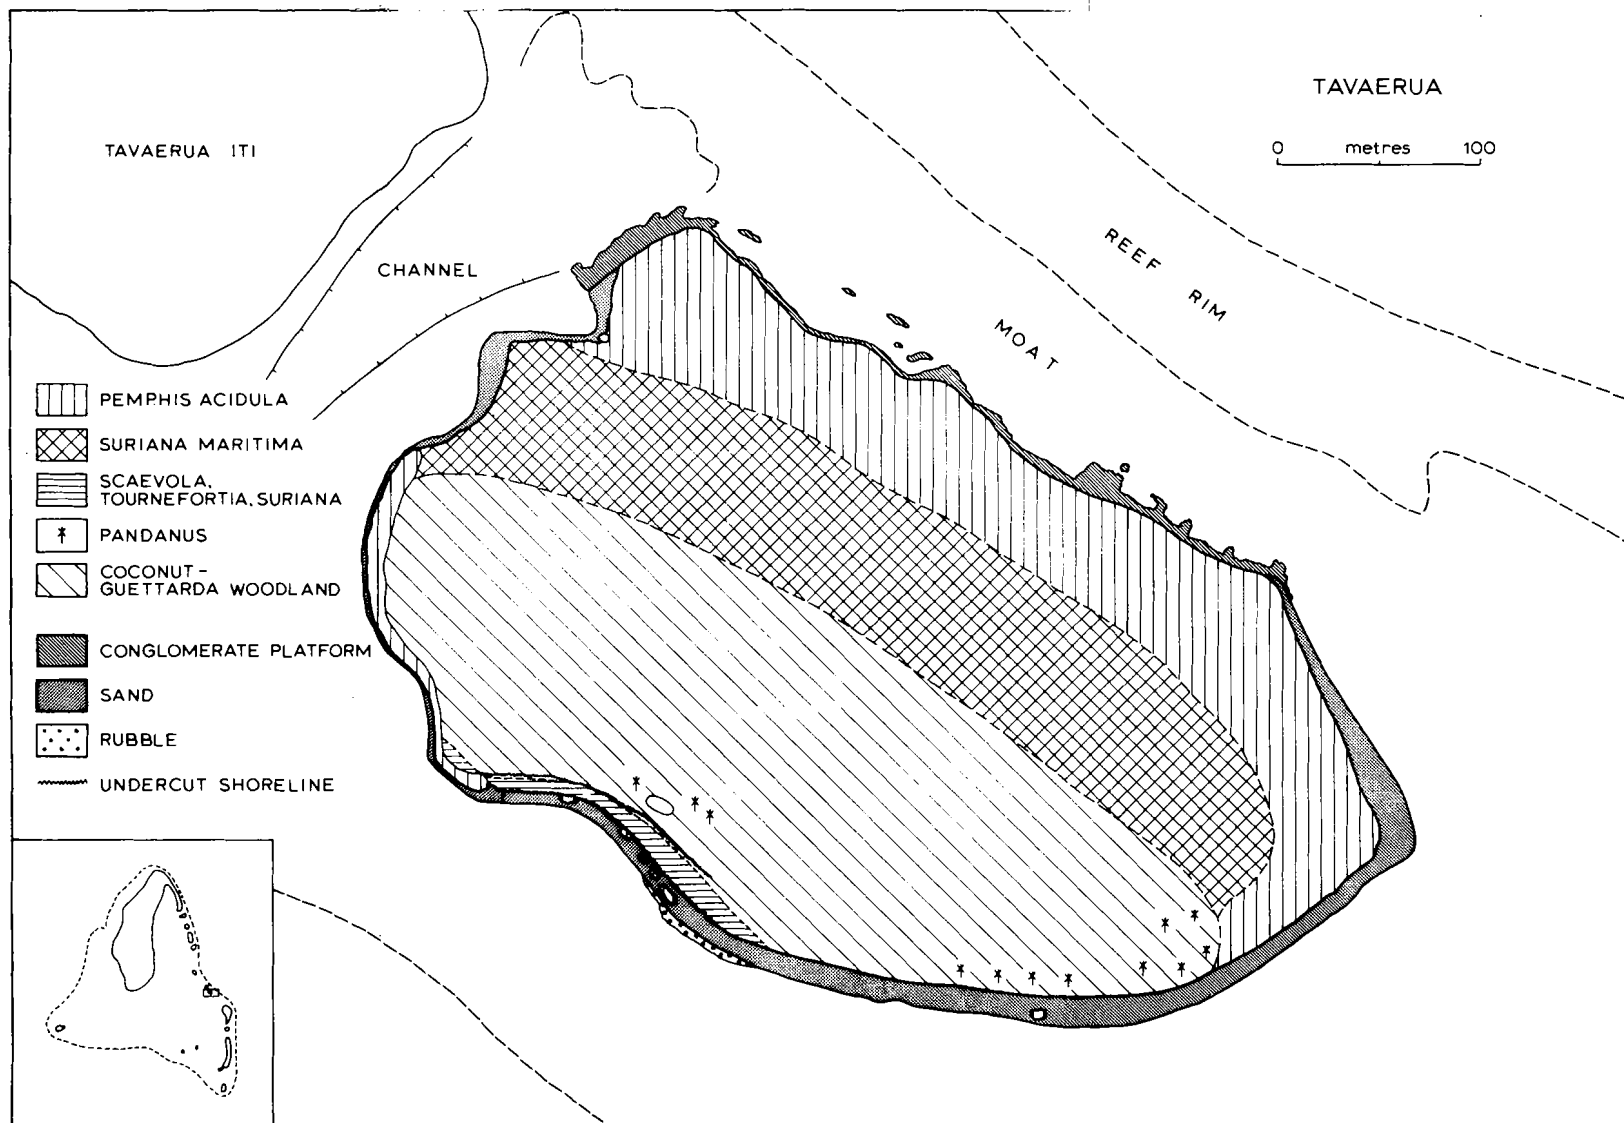 TAVAERUA
0 metres 100
TAVAERUA ITI
CHANNEL
REEF
RIM
MOAT
PEMPHIS ACIDULA
SURIANA MARITIMA
SCAEVOLA,
TOURNEFORTIA, SURIANA
PANDANUS
COCONUT-
GUETTARDA WOODLAND
CONGLOMERATE PLATFORM
SAND
RUBBLE
UNDERCUT SHORELINE